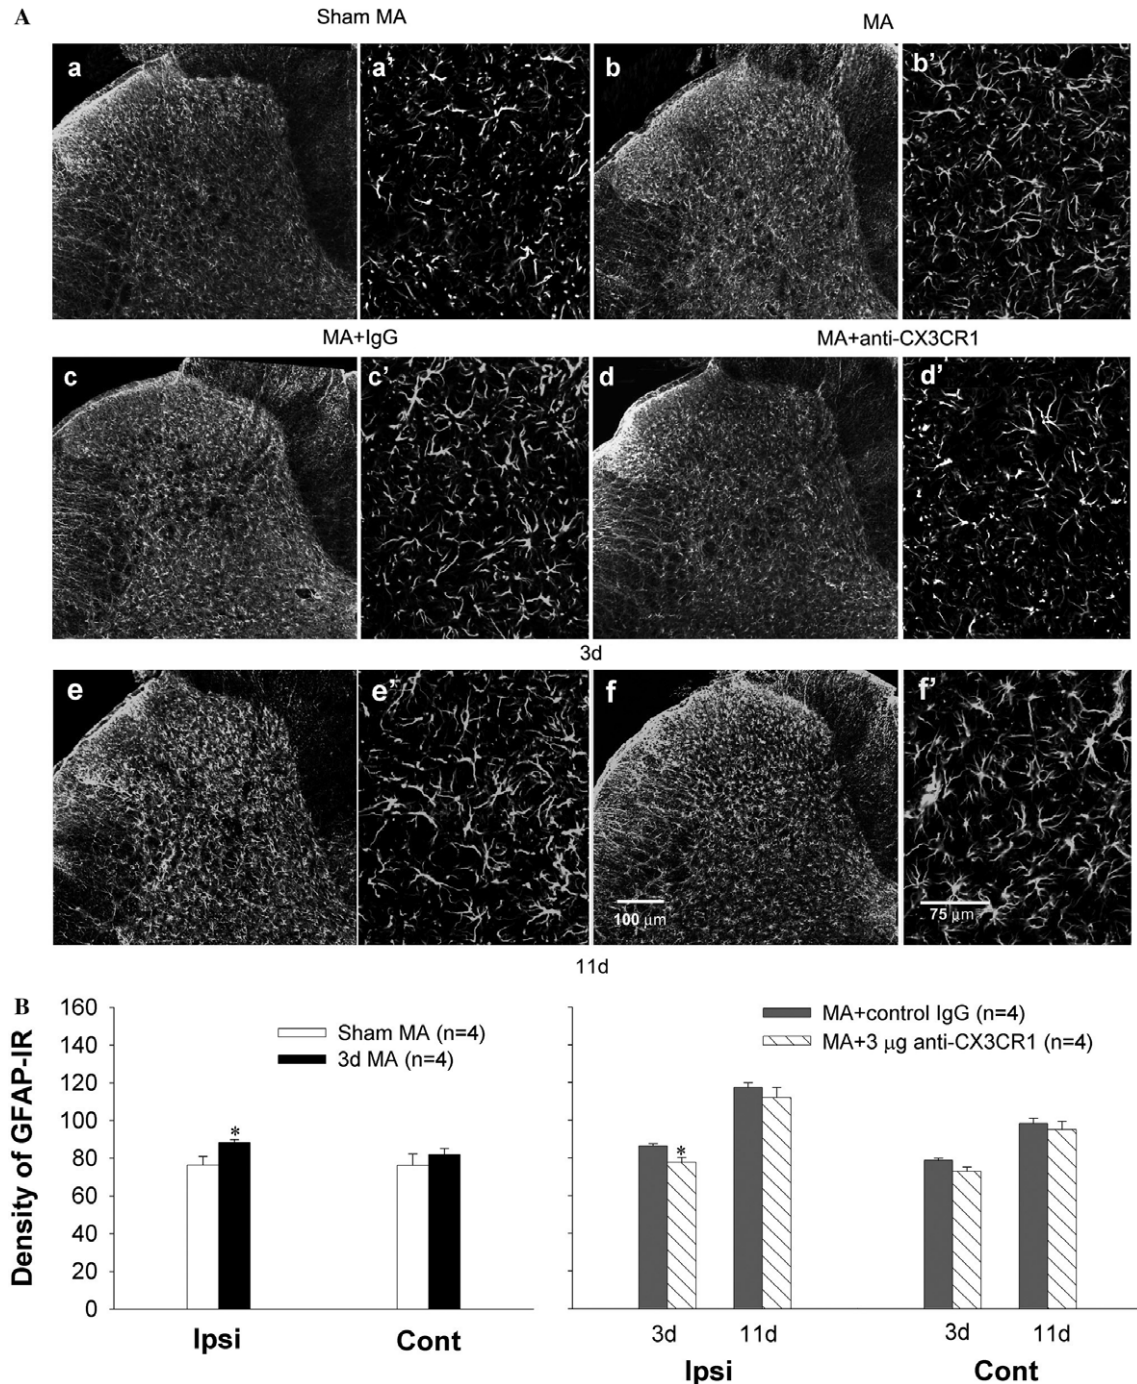 A
Sham MA
MA
a
a'
b
b'
MA+IgG
MA+anti-CX3CR1
c
c'
d
d'
3d
e
e'
f
f'
100 μm
75 μm
11d
B
160
140
120
100
80
60
40
20
0
Density of GFAP-IR
Sham MA (n=4)
3d MA (n=4)
*
Ipsi
Cont
MA+control IgG (n=4)
MA+3 μg anti-CX3CR1 (n=4)
*
3d
11d
3d
11d
Ipsi
Cont